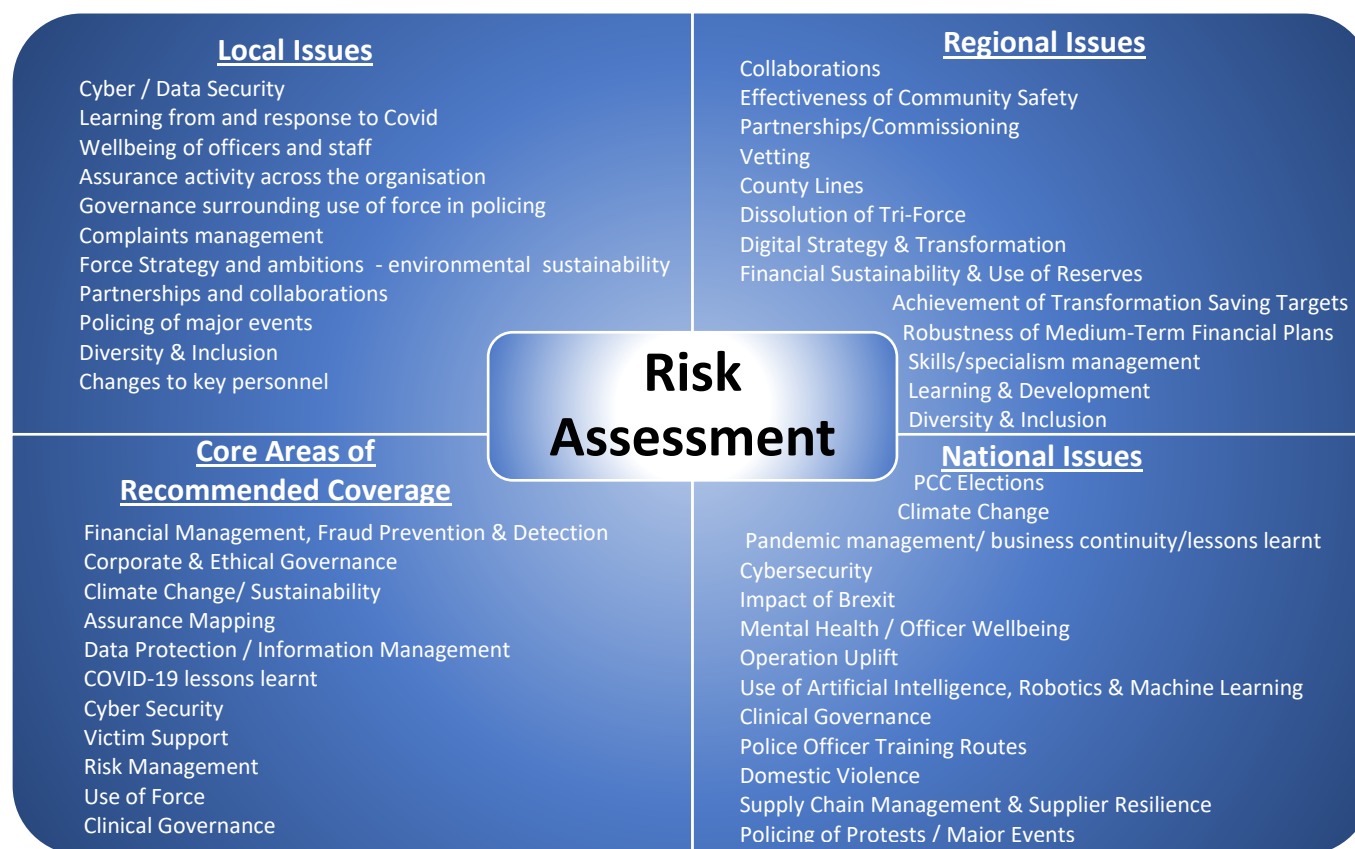 Local Issues
Cyber / Data Security
Learning from and response to Covid
Wellbeing of officers and staff
Assurance activity across the organisation
Governance surrounding use of force in policing
Complaints management
Force Strategy and ambitions - environmental sustainability
Partnerships and collaborations
Policing of major events
Diversity & Inclusion
Changes to key personnel
Regional Issues
Collaborations
Effectiveness of Community Safety
Partnerships/Commissioning
Vetting
County Lines
Dissolution of Tri-Force
Digital Strategy & Transformation
Financial Sustainability & Use of Reserves
Achievement of Transformation Saving Targets
Robustness of Medium-Term Financial Plans
Skills/specialism management
Learning & Development
Diversity & Inclusion
Risk
Assessment
Core Areas of
Recommended Coverage
Financial Management, Fraud Prevention & Detection
Corporate & Ethical Governance
Climate Change/ Sustainability
Assurance Mapping
Data Protection / Information Management
COVID-19 lessons learnt
Cyber Security
Victim Support
Risk Management
Use of Force
Clinical Governance
National Issues
PCC Elections
Climate Change
Pandemic management/ business continuity/lessons learnt
Cybersecurity
Impact of Brexit
Mental Health / Officer Wellbeing
Operation Uplift
Use of Artificial Intelligence, Robotics & Machine Learning
Clinical Governance
Police Officer Training Routes
Domestic Violence
Supply Chain Management & Supplier Resilience
Policing of Protests / Major Events